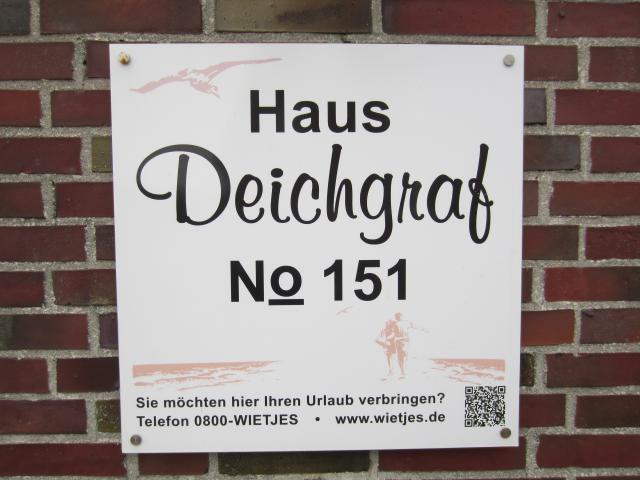 Haus
Deichgraf
No 151
Sie möchten hier Ihren Urlaub verbringen?
Telefon 0800-WIETJES • www.wietjes.de